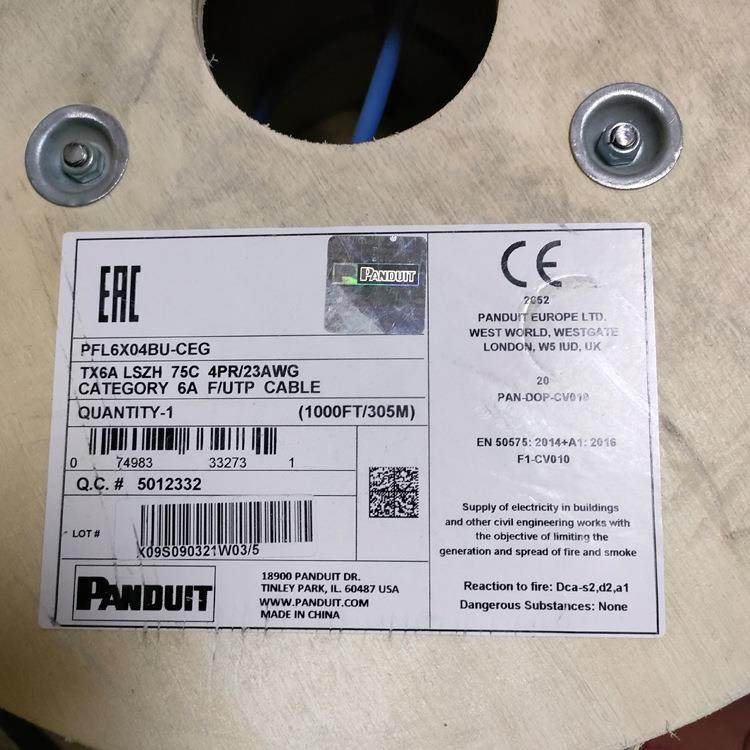 EAC
PANDUIT
PFL6X04BU-CEG
TX6A LSZH 75C 4PR/23AWG
CATEGORY 6A F/UTP CABLE
QUANTITY-1 (1000FT/305M)
0 74983 33273 1
Q.C. # 5012332
LOT #
X09S090321W03/5
PANDUIT
18900 PANDUIT DR.
TINLEY PARK, IL. 60487 USA
WWW.PANDUIT.COM
MADE IN CHINA
CE
2652
PANDUIT EUROPE LTD.
WEST WORLD, WESTGATE
LONDON, W5 IUD, UK
20
PAN-DOP-CV010
EN 50575: 2014+A1: 2016
F1-CV010
Supply of electricity in buildings
and other civil engineering works with
the objective of limiting the
generation and spread of fire and smoke
Reaction to fire: Dca-s2,d2,a1
Dangerous Substances: None